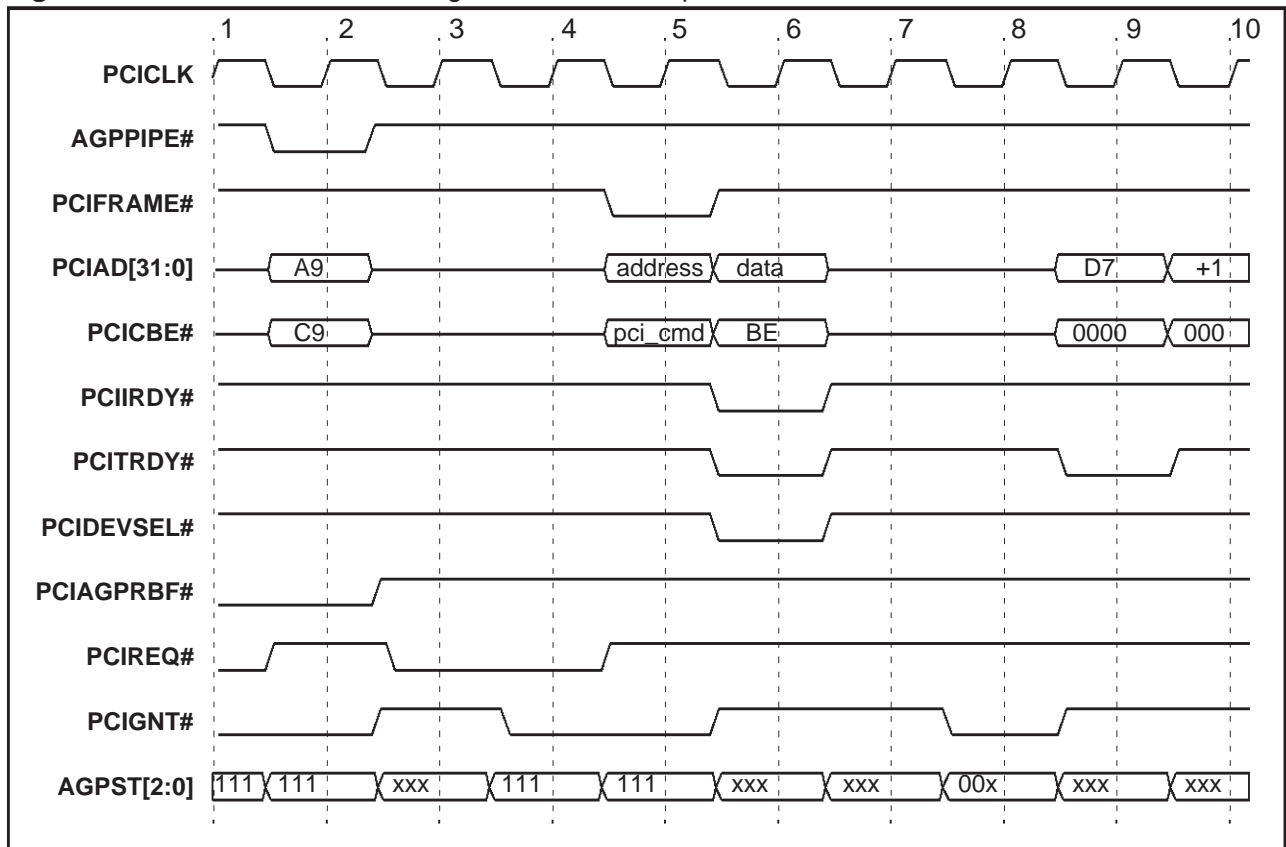 .1 .2 .3 .4 .5 .6 .7 .8 .9 .10
PCICLK
AGPPIPE#
PCIFRAME#
PCIAD[31:0] A9 address data D7 +1
PCICBE# C9 pci_cmd BE 0000 000
PCIIRDY#
PCITRDY#
PCIDEVSEL#
PCIAGPRBF#
PCIREQ#
PCIGNT#
AGPST[2:0] 111 111 xxx 111 111 xxx xxx 00x xxx xxx